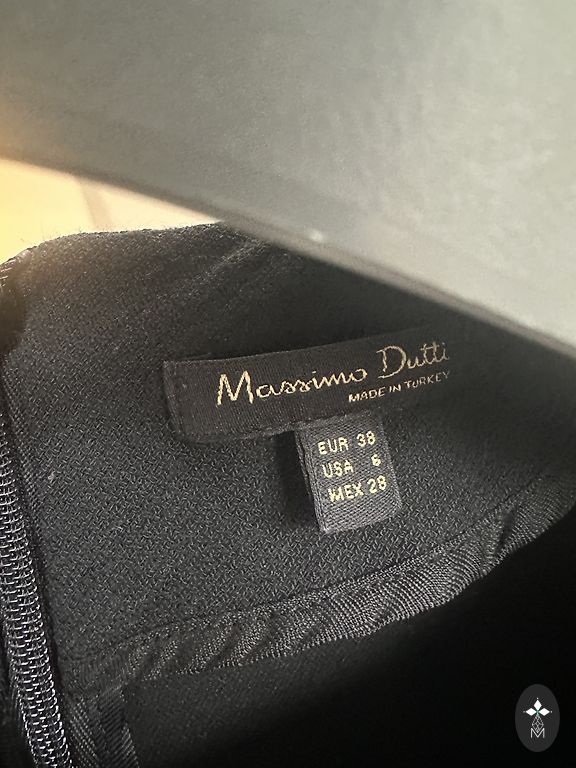 Massimo Dutti
MADE IN TURKEY
EUR 38
USA 6
MEX 28
M